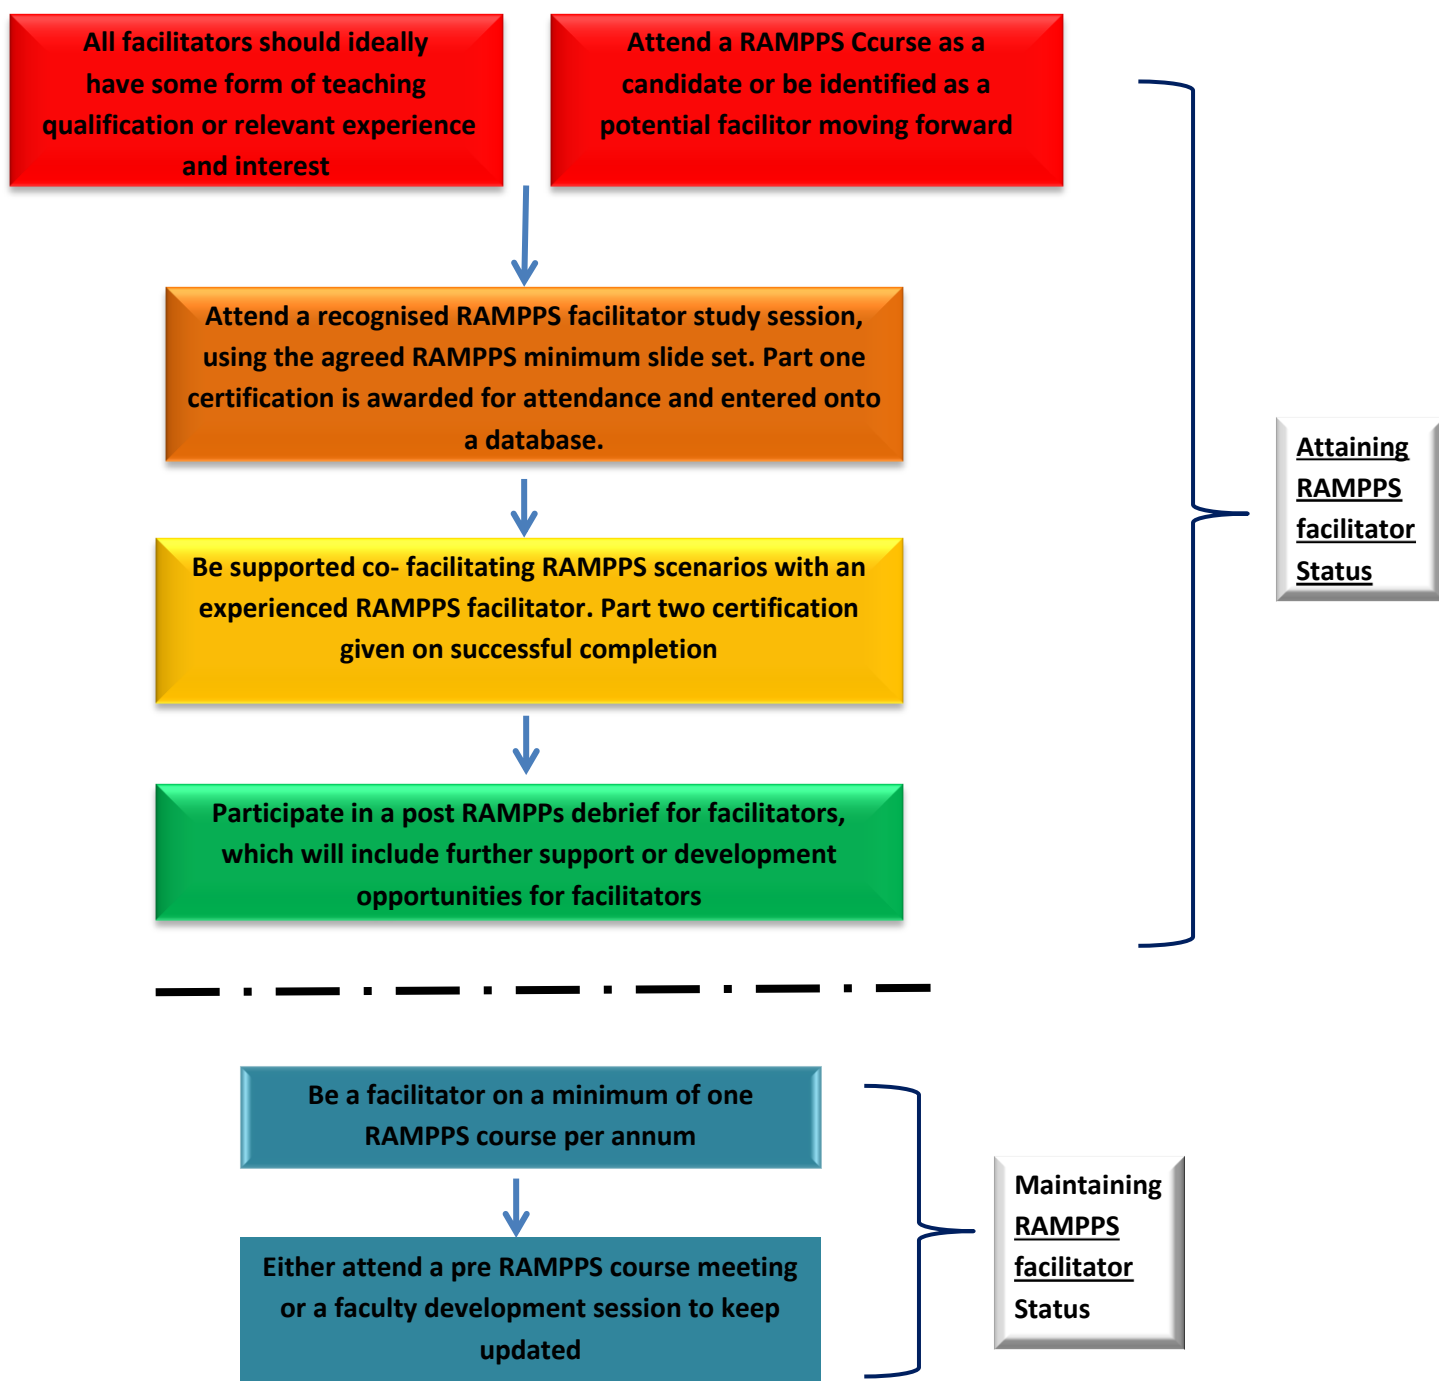 All facilitators should ideally
have some form of teaching
qualification or relevant experience
and interest
Attend a RAMPPS Ccurse as a
candidate or be identified as a
potential facilitor moving forward
Attend a recognised RAMPPS facilitator study session,
using the agreed RAMPPS minimum slide set. Part one
certification is awarded for attendance and entered onto
a database.
Be supported co- facilitating RAMPPS scenarios with an
experienced RAMPPS facilitator. Part two certification
given on successful completion
Participate in a post RAMPPs debrief for facilitators,
which will include further support or development
opportunities for facilitators
Attaining
RAMPPS
facilitator
Status
Be a facilitator on a minimum of one
RAMPPS course per annum
Either attend a pre RAMPPS course meeting
or a faculty development session to keep
updated
Maintaining
RAMPPS
facilitator
Status